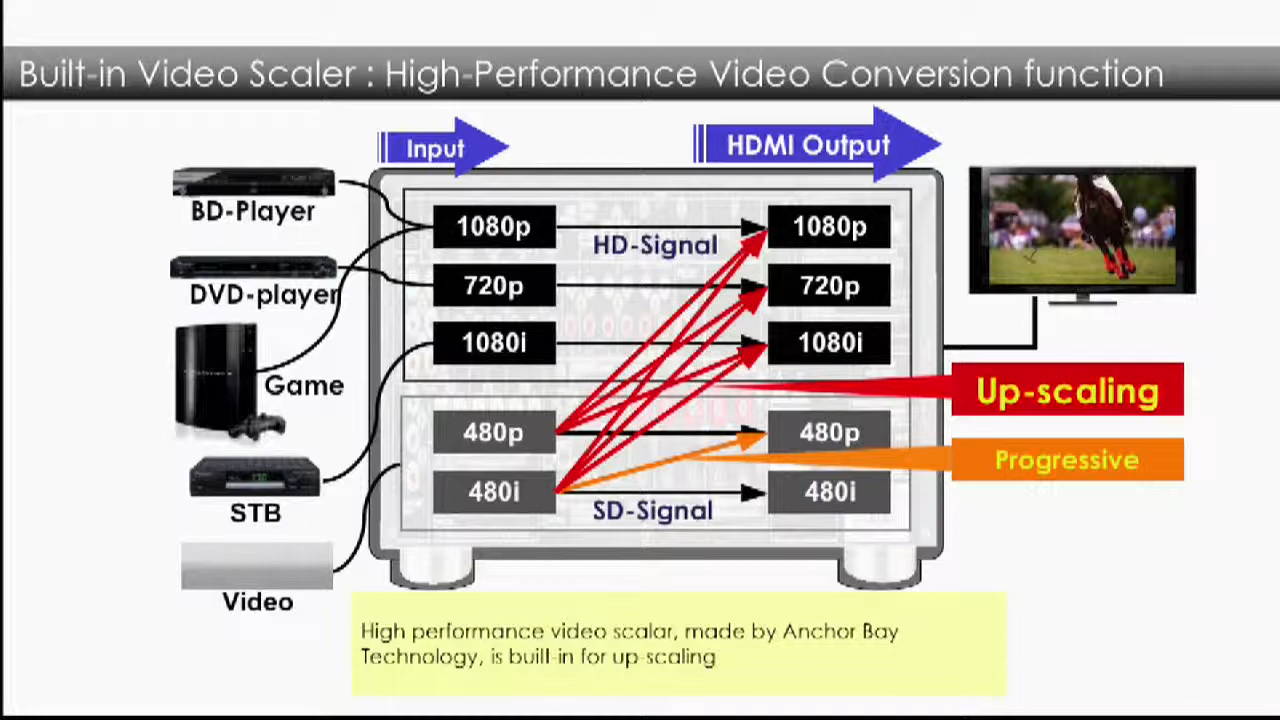 Built-in Video Scaler : High-Performance Video Conversion function
Input
HDMI Output
BD-Player
1080p
HD-Signal
1080p
DVD-player
720p
720p
1080i
1080i
Game
Up-scaling
480p
480p
Progressive
480i
480i
STB
SD-Signal
Video
High performance video scalar, made by Anchor Bay
Technology, is built-in for up-scaling